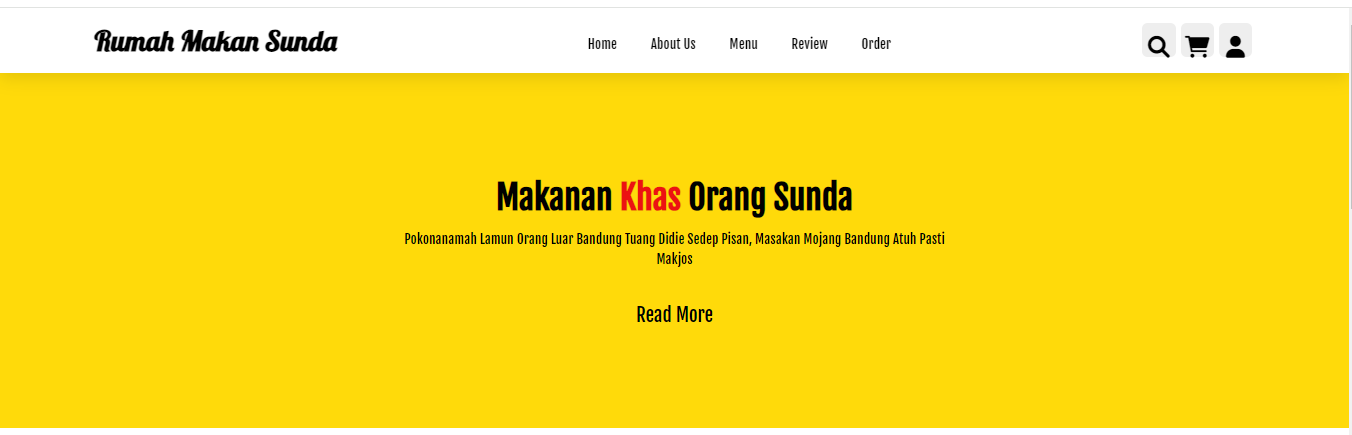 Rumah Makan Sunda
Home
About Us
Menu
Review
Order
Makanan Khas Orang Sunda
Pokonanamah Lamun Orang Luar Bandung Tuang Didie Sedep Pisan, Masakan Mojang Bandung Atuh Pasti
Makjos
Read More